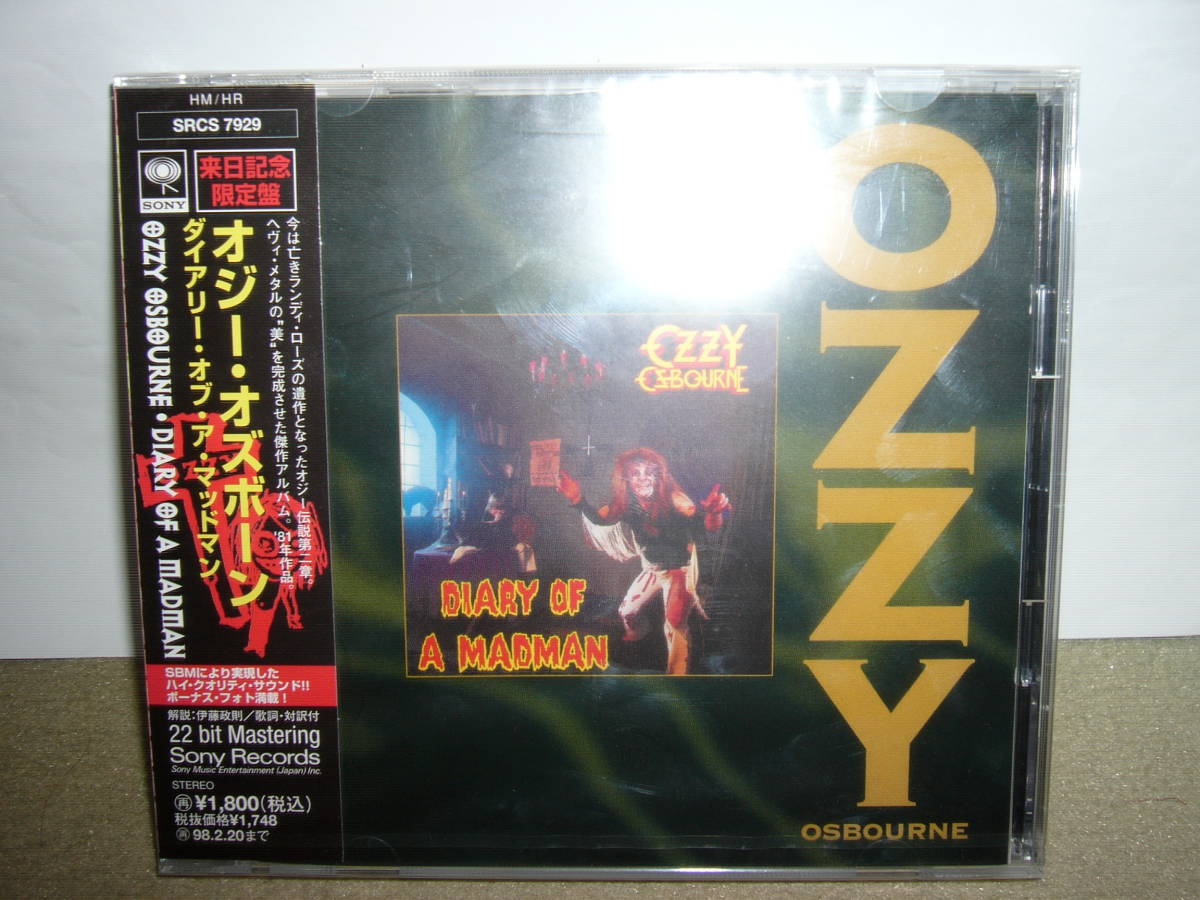 HM/HR
SRCS 7929
SONY
来日記念
限定盤
今は亡きランディ・ローズの遺作となったオジー伝説第二章。
ヘヴィ・メタルの"美"を完成させた傑作アルバム。'81年作品。
オジー・オズボーン
ダイアリー・オブ・ア・マッドマン
OZZY OSBOURNE・DIARY OF A MADMAN
SBMにより実現した
ハイ・クオリティ・サウンド!!
ボーナス・フォト満載!
解説:伊藤政則/歌詞・対訳付
22 bit Mastering
Sony Records
Sony Music Entertainment (Japan) Inc.
STEREO
再¥1,800(税込)
税抜価格¥1,748
再98.2.20まで
OZZY
OSBOURNE
DIARY OF
A MADMAN
OZZY
OSBOURNE